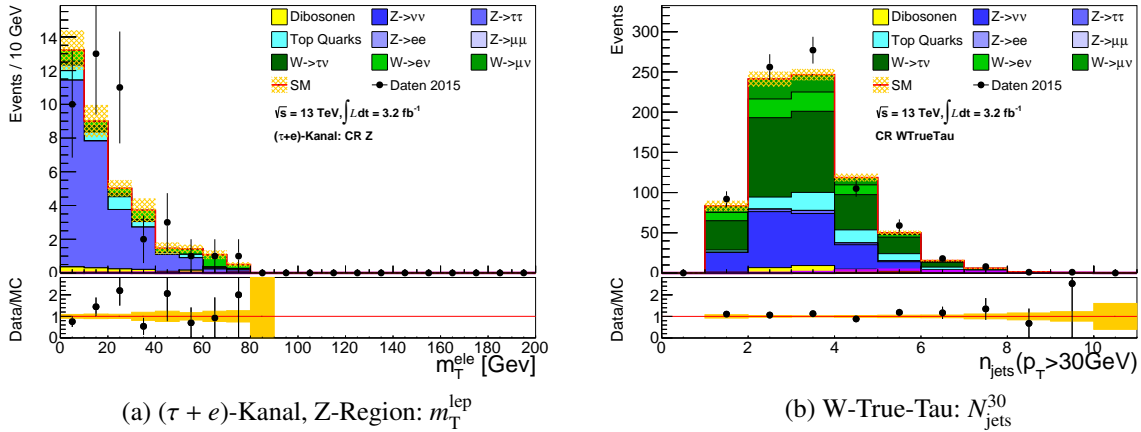 Events / 10 GeV
14
12
10
8
6
4
2
0
Dibosonen
Z->νν
Z->ττ
Top Quarks
Z->ee
Z->μμ
W->τν
W->eν
W->μν
SM
Daten 2015
√s = 13 TeV, ∫Ldt = 3.2 fb⁻¹
(τ+e)-Kanal: CR Z
Data/MC
2
1
0
0 20 40 60 80 100 120 140 160 180 200
m_T^ele [Gev]
(a) (τ + e)-Kanal, Z-Region: m_T^lep
Events
300
250
200
150
100
50
0
Dibosonen
Z->νν
Z->ττ
Top Quarks
Z->ee
Z->μμ
W->τν
W->eν
W->μν
SM
Daten 2015
√s = 13 TeV, ∫Ldt = 3.2 fb⁻¹
CR WTrueTau
Data/MC
2
1
0
0 2 4 6 8 10
n_jets(p_T>30GeV)
(b) W-True-Tau: N_jets^30